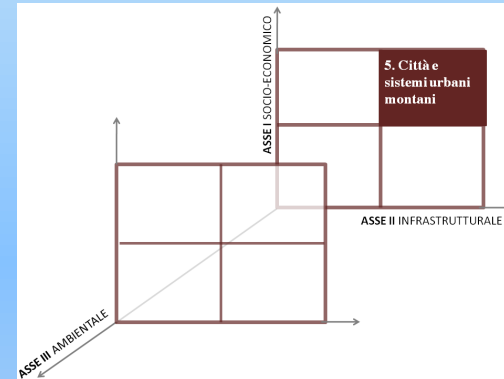 5. Città e
sistemi urbani
montani
ASSE I SOCIO-ECONOMICO
ASSE II INFRASTRUTTURALE
ASSE III AMBIENTALE